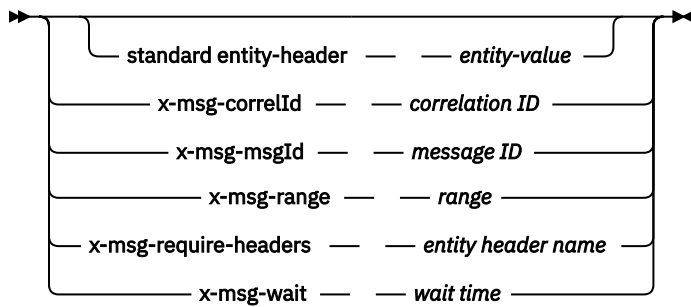 standard entity-header — — entity-value
x-msg-correlId — — correlation ID
x-msg-msgId — — message ID
x-msg-range — — range
x-msg-require-headers — — entity header name
x-msg-wait — — wait time